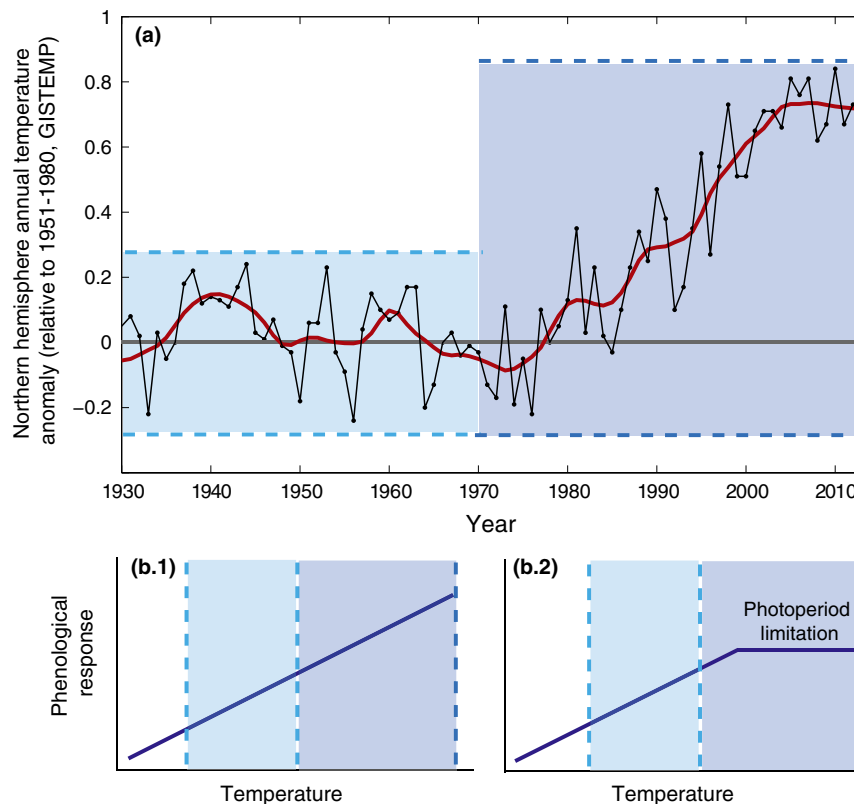 (a)
Northern hemisphere annual temperature
anomaly (relative to 1951-1980, GISTEMP)
1
0.8
0.6
0.4
0.2
0
−0.2
1930 1940 1950 1960 1970 1980 1990 2000 2010
Year
(b.1)
Phenological
response
Temperature
(b.2)
Photoperiod
limitation
Temperature